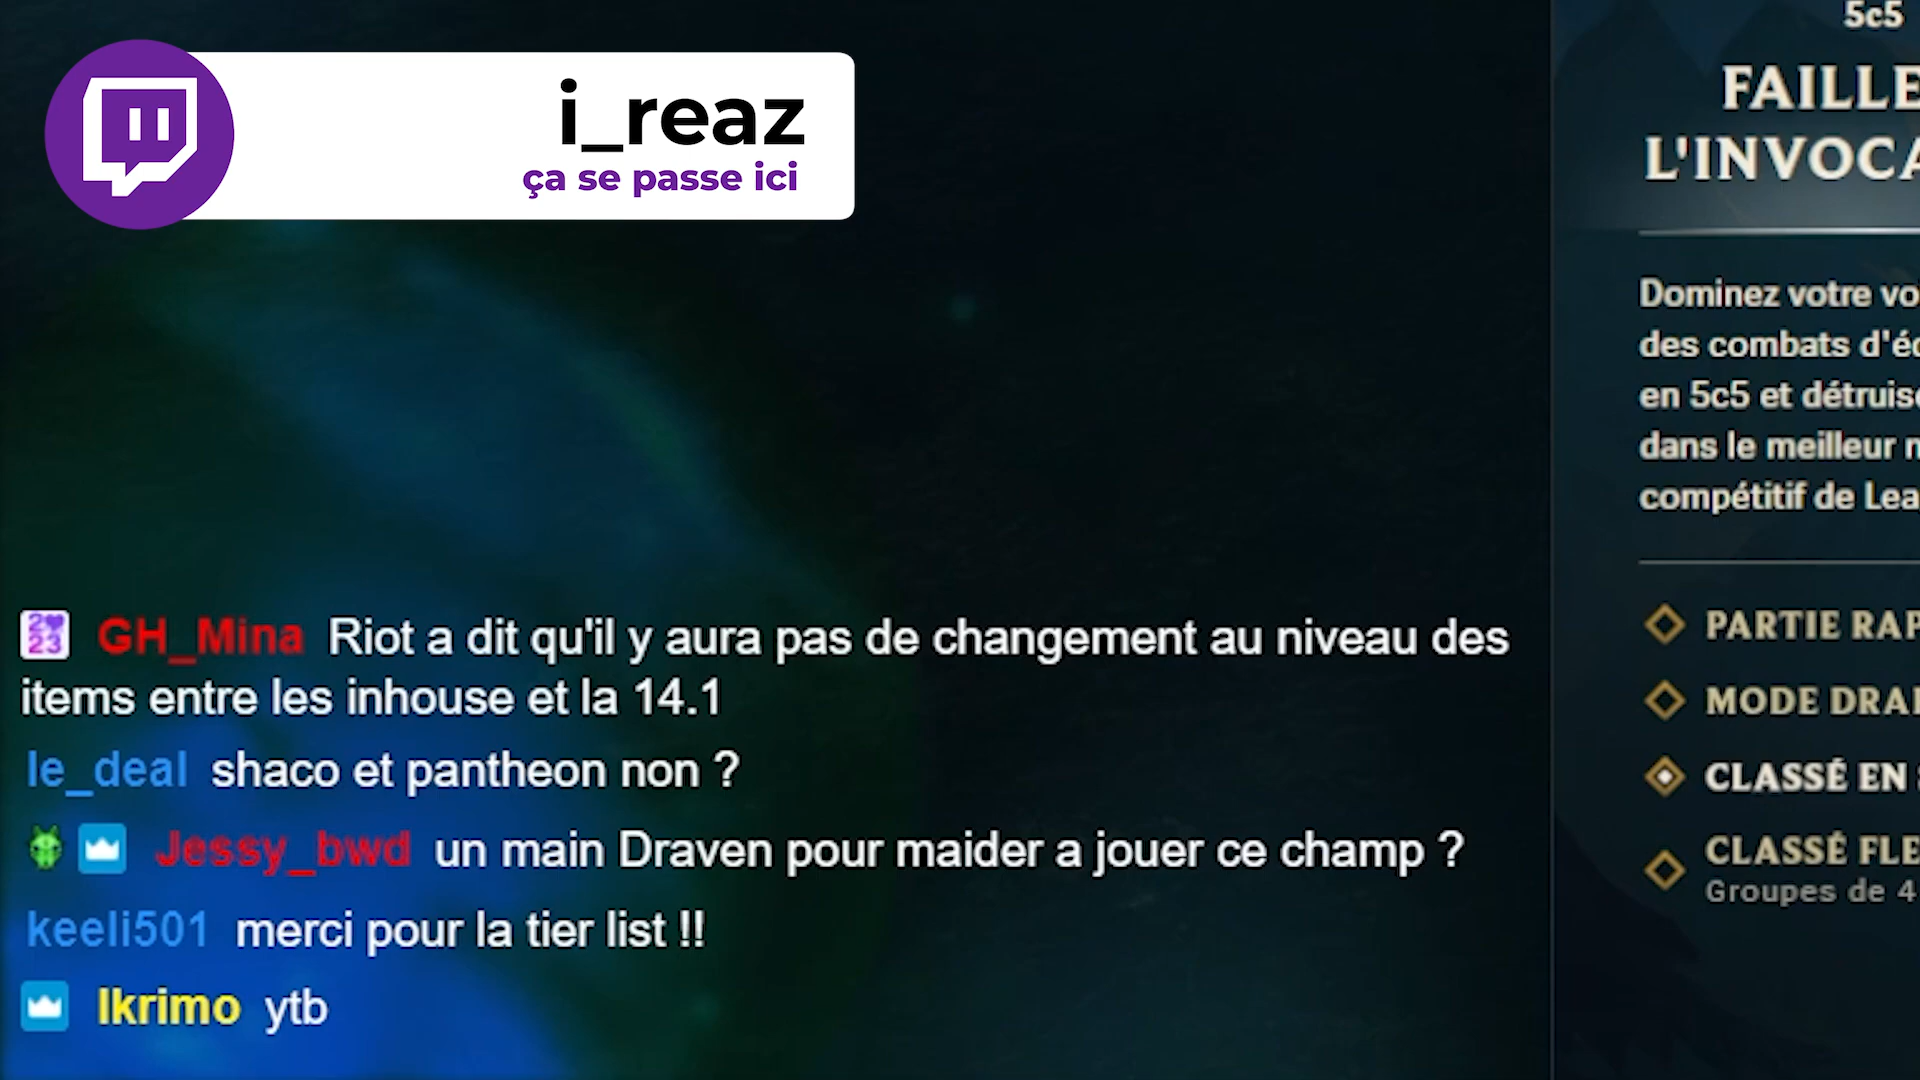 i_reaz
ça se passe ici
2 23 GH_Mina Riot a dit qu'il y aura pas de changement au niveau des
items entre les inhouse et la 14.1
le_deal shaco et pantheon non ?
Jessy_bwd un main Draven pour maider a jouer ce champ ?
keeli501 merci pour la tier list !!
Ikrimo ytb
5c5
FAILLE
L'INVOCA
Dominez votre vo
des combats d'é
en 5c5 et détruis
dans le meilleur
compétitif de Lea
PARTIE RAP
MODE DRA
CLASSÉ EN
CLASSÉ FLE
Groupes de 4